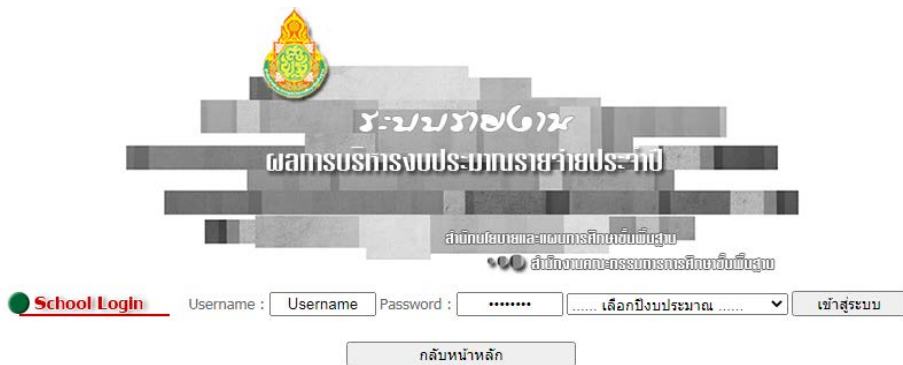 ระบบรายงาน
ผลการบริหารงบประมาณรายจ่ายประจำปี
สำนักนโยบายและแผนการศึกษาขั้นพื้นฐาน
สำนักงานคณะกรรมการการศึกษาขั้นพื้นฐาน
School Login Username : Username Password : •••••••• ...... เลือกปีงบประมาณ ...... เข้าสู่ระบบ
กลับหน้าหลัก